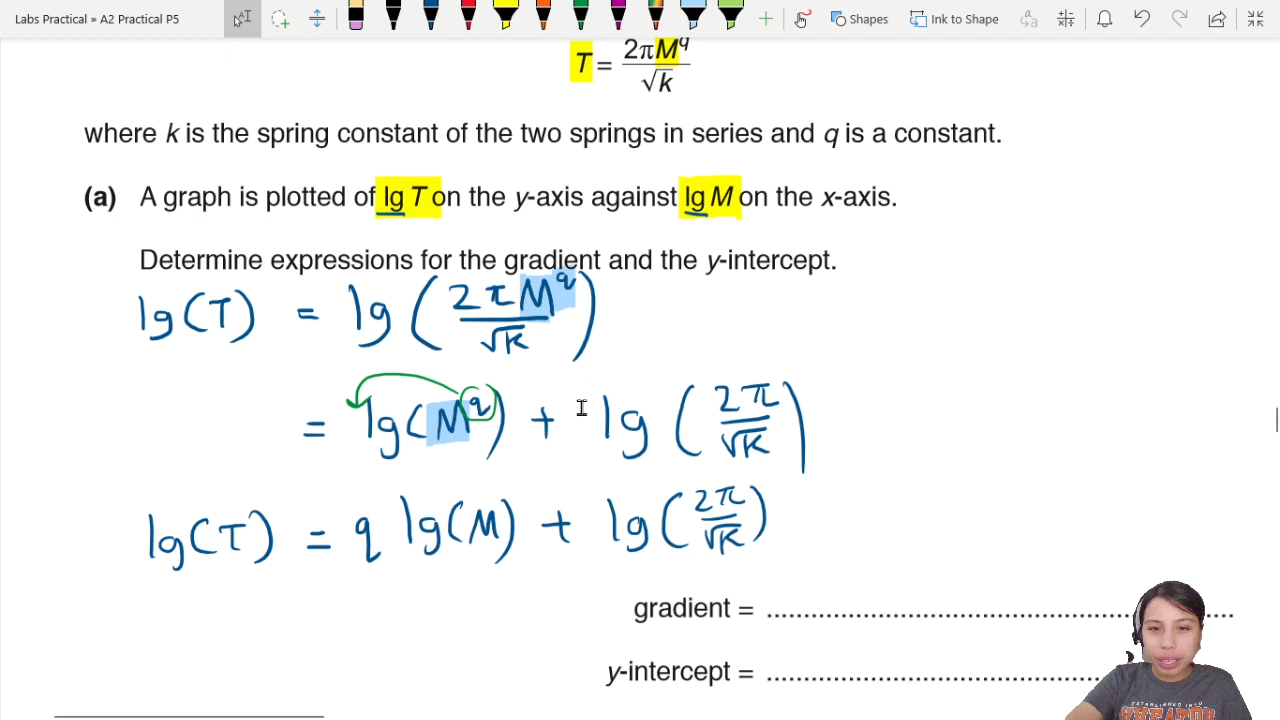 Labs Practical » A2 Practical P5
Shapes
Ink to Shape
T = 2πM^q / √k
where k is the spring constant of the two springs in series and q is a constant.
(a) A graph is plotted of lg T on the y-axis against lg M on the x-axis.
Determine expressions for the gradient and the y-intercept.
lg(T) = lg(2πM^q / √k)
= lg(M^q) + lg(2π / √k)
lg(T) = q lg(M) + lg(2π / √k)
gradient = ..................................................
y-intercept = ..................................................
ESTABLISHED 1950